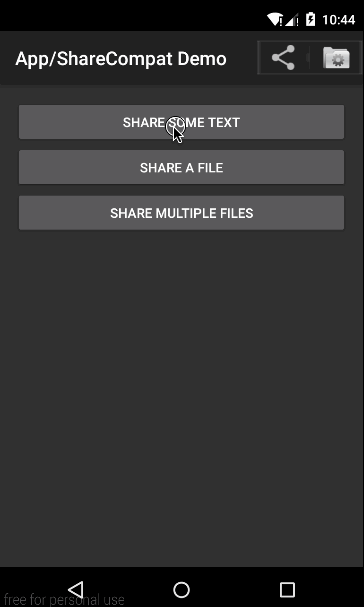 10:44
App/ShareCompat Demo
SHARE SOME TEXT
SHARE A FILE
SHARE MULTIPLE FILES
free for personal use